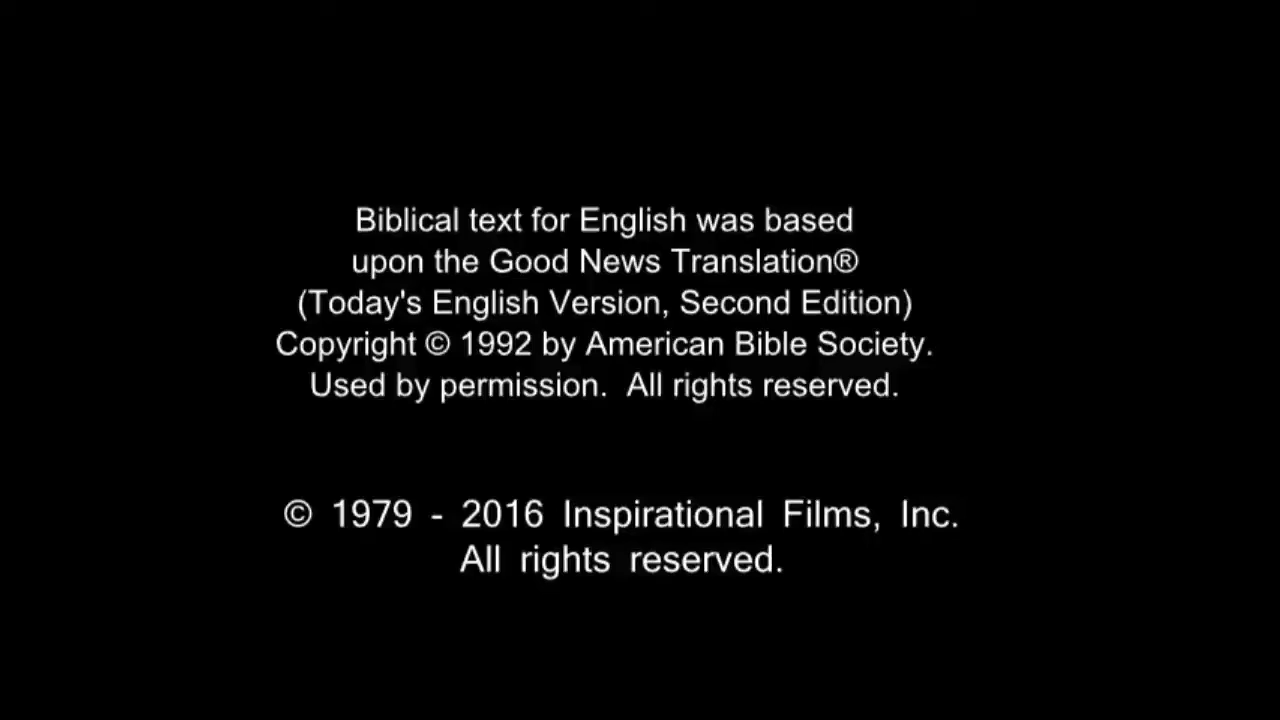 Biblical text for English was based
upon the Good News Translation®
(Today's English Version, Second Edition)
Copyright © 1992 by American Bible Society.
Used by permission.  All rights reserved.
© 1979 - 2016 Inspirational Films, Inc.
All rights reserved.